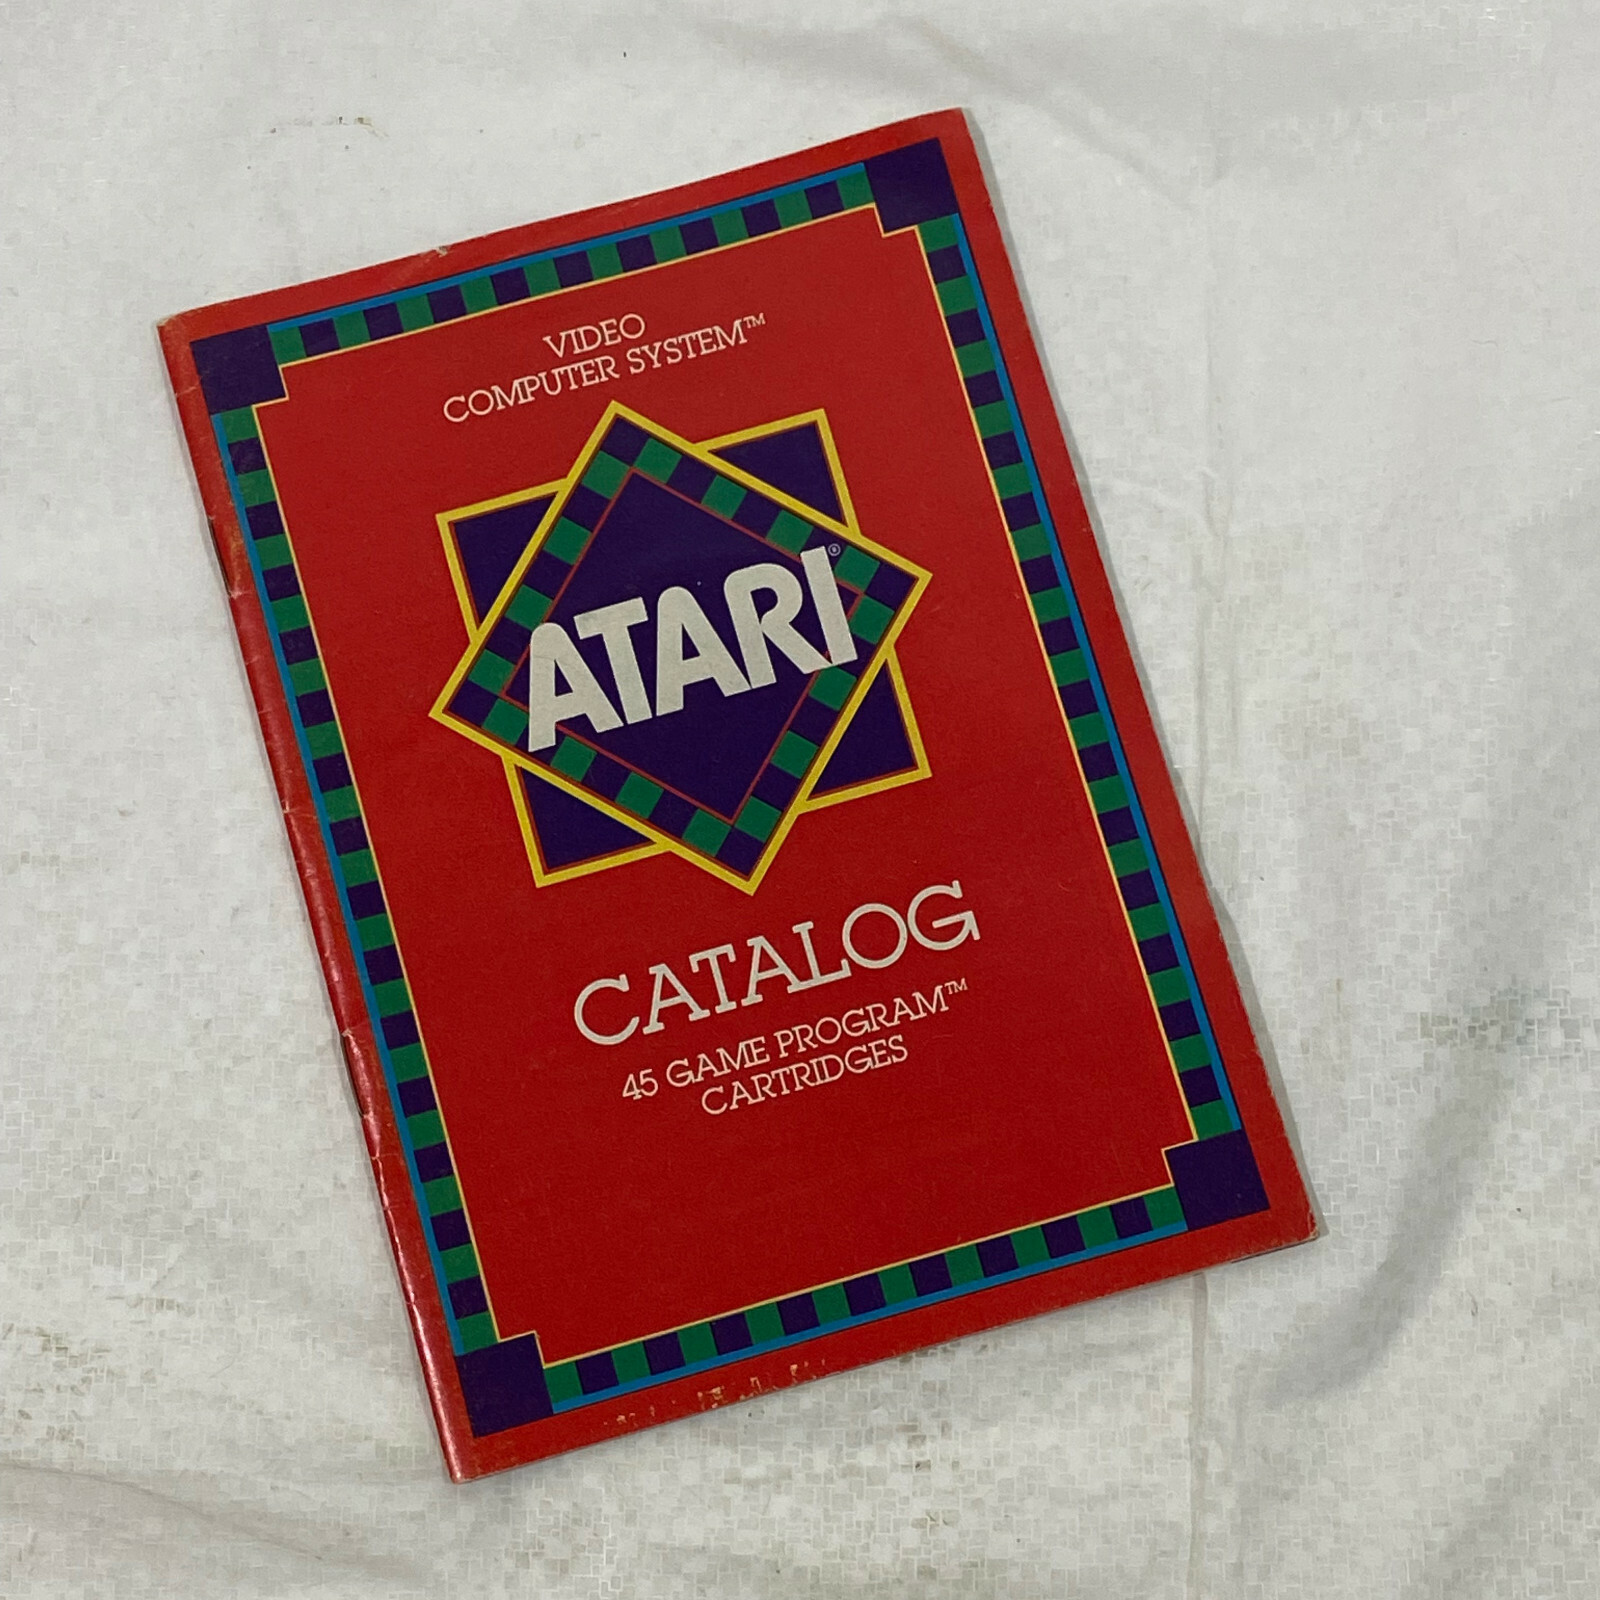 VIDEO
COMPUTER SYSTEM™
ATARI®
CATALOG
45 GAME PROGRAM™
CARTRIDGES